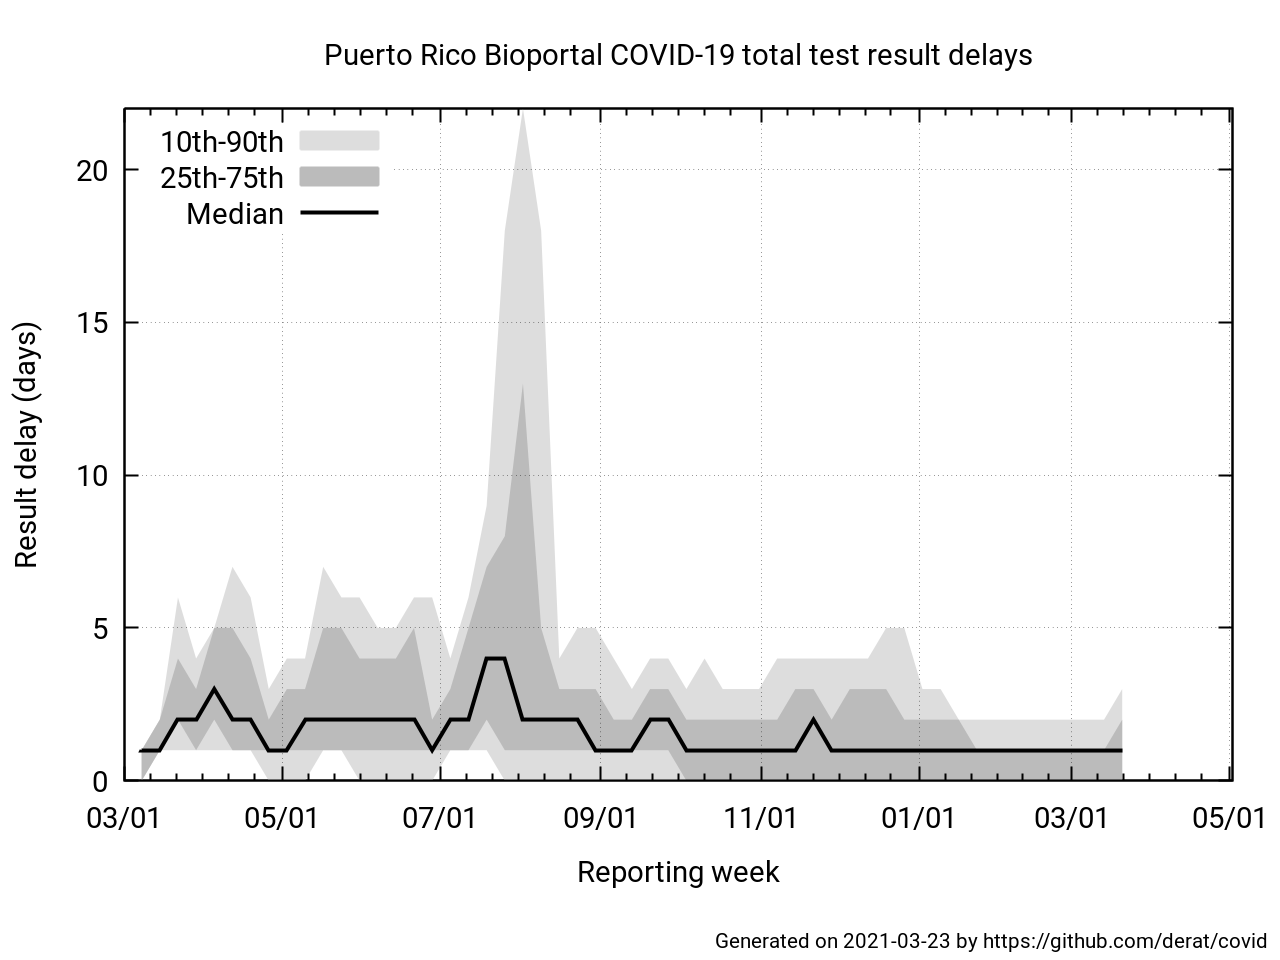 Puerto Rico Bioportal COVID-19 total test result delays
10th-90th
25th-75th
Median
20
15
10
5
0
Result delay (days)
03/01 05/01 07/01 09/01 11/01 01/01 03/01 05/01
Reporting week
Generated on 2021-03-23 by https://github.com/derat/covid